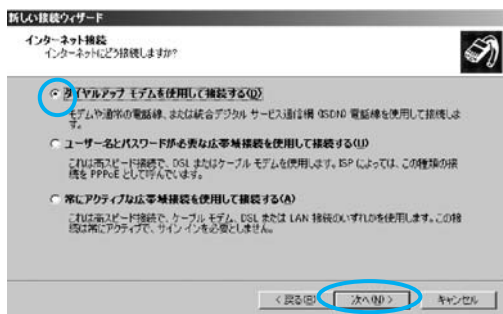 新しい接続ウィザード
インターネット接続
インターネットにどう接続しますか?
ダイヤルアップ モデムを使用して接続する(D)
モデムや通常の電話線、または統合デジタル サービス通信網 (ISDN) 電話線を使用して接続しま
す。
ユーザー名とパスワードが必要な広帯域接続を使用して接続する(U)
これは高スピード接続で、DSL またはケーブル モデムを使用します。ISP によっては、この種類の接
続を PPPoE として呼んでいます。
常にアクティブな広帯域接続を使用して接続する(A)
これは高スピード接続で、ケーブル モデム、DSL または LAN 接続のいずれかを使用します。この接
続は常にアクティブで、サイン インを必要としません。
< 戻る(B)
次へ(N) >
キャンセル